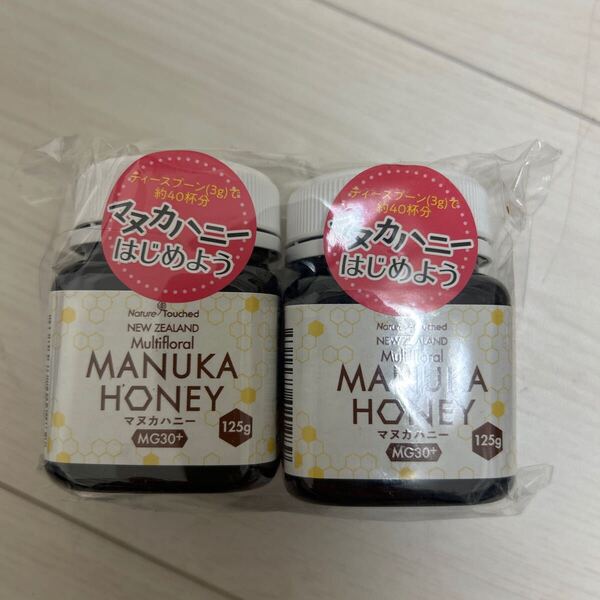 ティースプーン(3g)で
約40杯分
マヌカハニー
はじめよう
Nature Touched
NEW ZEALAND
Multifloral
MANUKA
HONEY
マヌカハニー
125g
MG30+
ティースプーン(3g)で
約40杯分
マヌカハニー
はじめよう
Nature Touched
NEW ZEALAND
Multifloral
MANUKA
HONEY
マヌカハニー
125g
MG30+